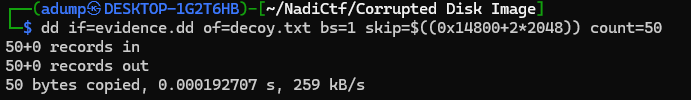 ┌──(adump㉿DESKTOP-1G2T6HB)-[~/NadiCtf/Corrupted Disk Image]
└─$ dd if=evidence.dd of=decoy.txt bs=1 skip=$((0x14800+2*2048)) count=50
50+0 records in
50+0 records out
50 bytes copied, 0.000192707 s, 259 kB/s